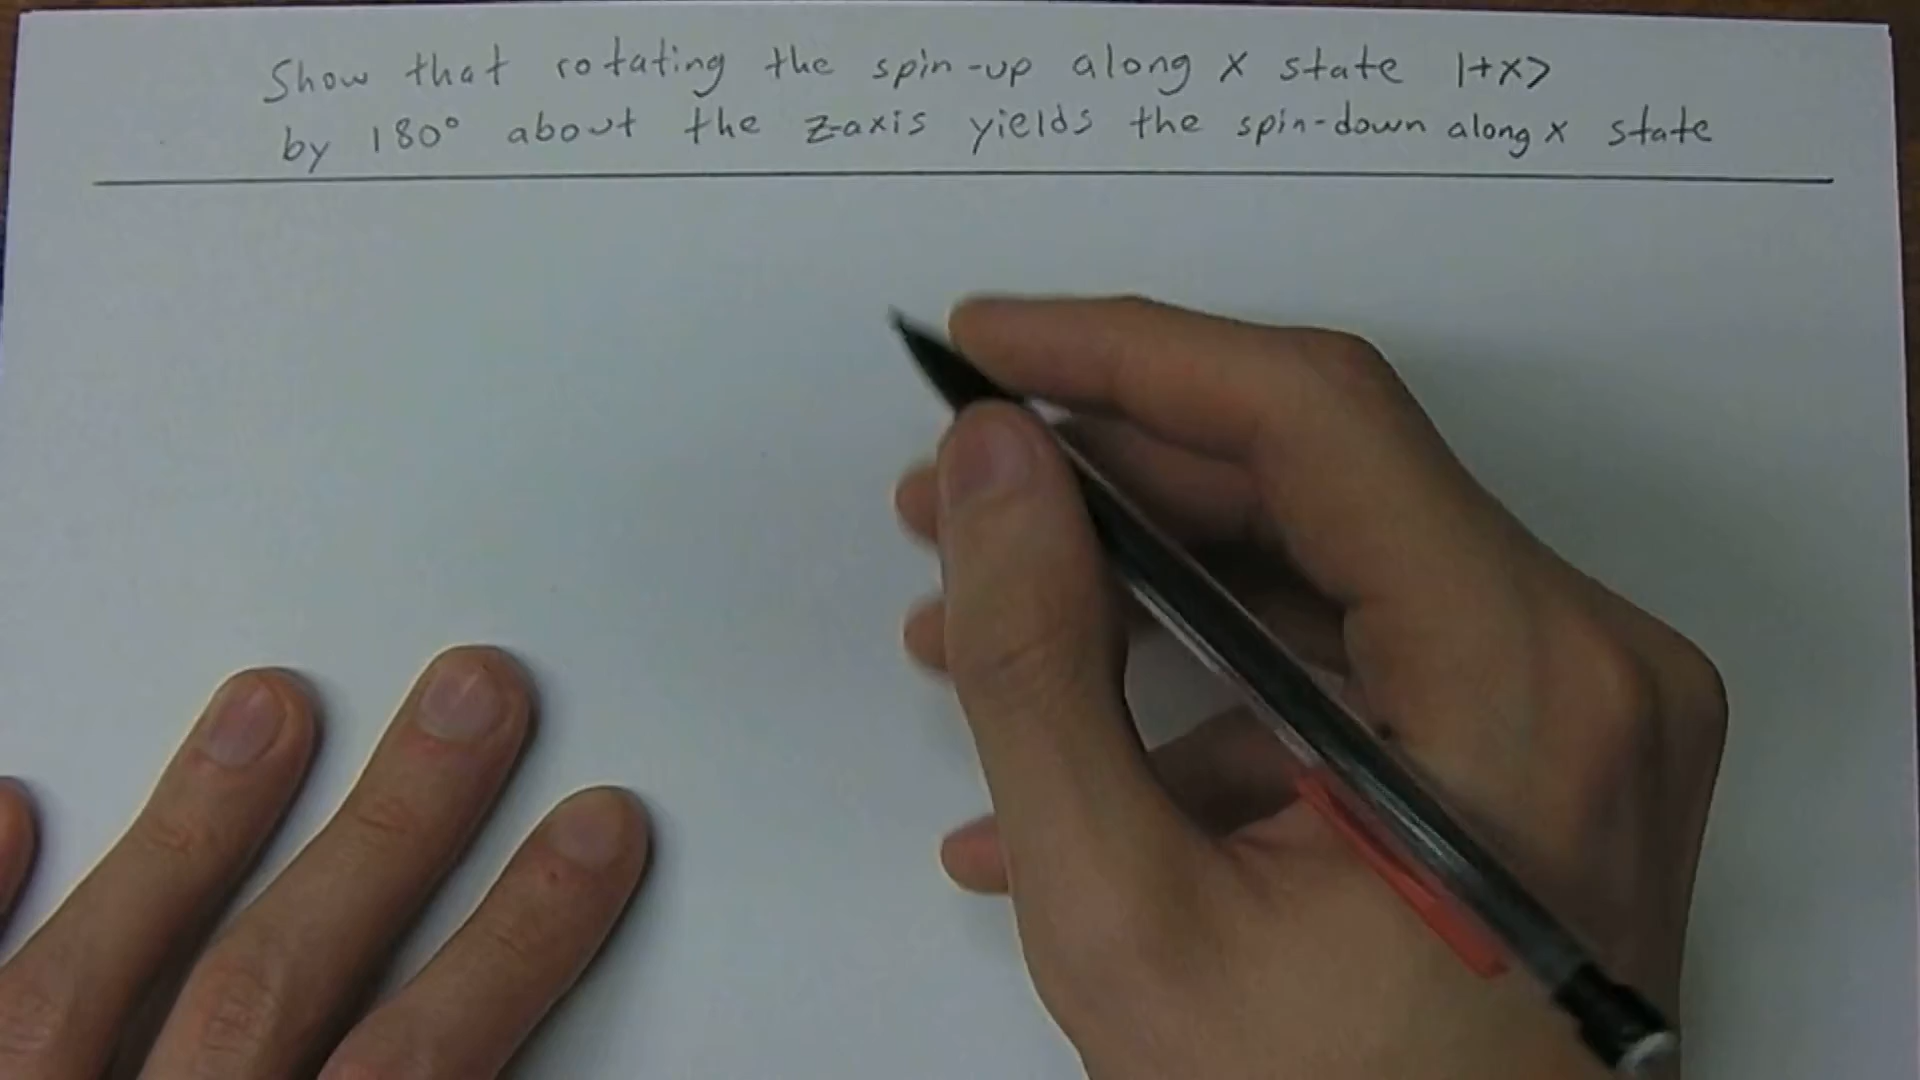 Show that rotating the spin-up along x state |+x>
by 180° about the z-axis yields the spin-down along x state